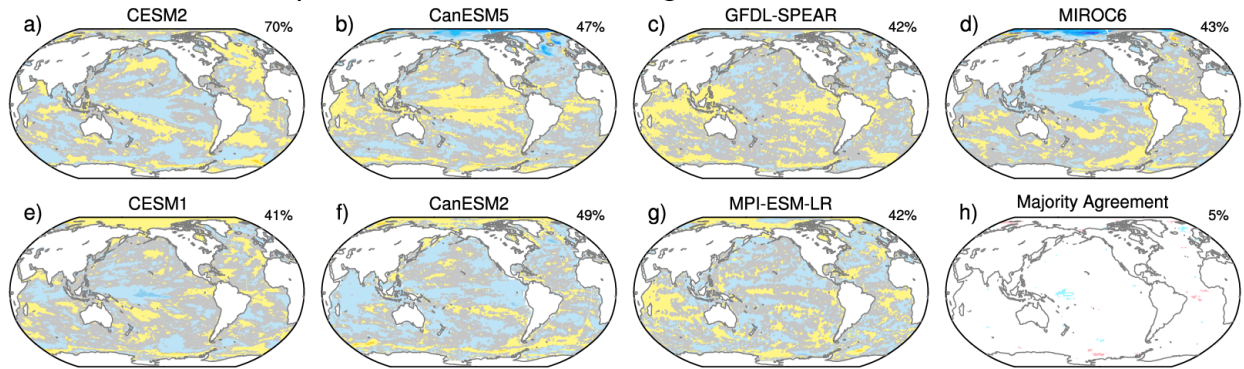 a) CESM2 70%
b) CanESM5 47%
c) GFDL-SPEAR 42%
d) MIROC6 43%
e) CESM1 41%
f) CanESM2 49%
g) MPI-ESM-LR 42%
h) Majority Agreement 5%